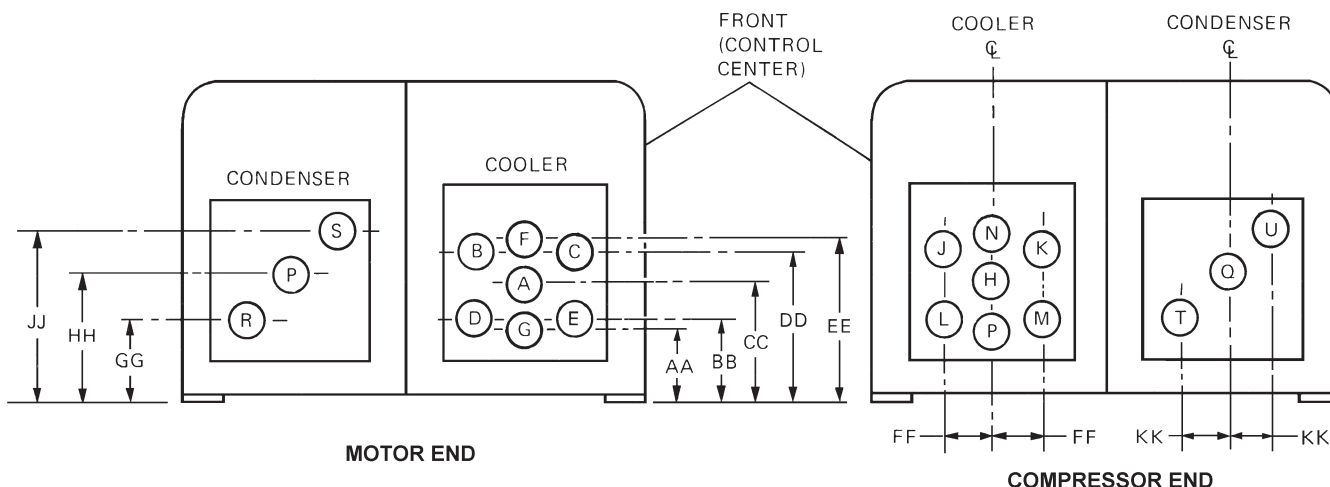 FRONT
(CONTROL
CENTER)
COOLER
℄
CONDENSER
℄
CONDENSER
COOLER
S
P
R
F
B
C
A
D
E
G
JJ
HH
GG
AA
BB
CC
DD
EE
N
J
K
H
L
P
M
U
Q
T
FF
FF
KK
KK
MOTOR END
COMPRESSOR END